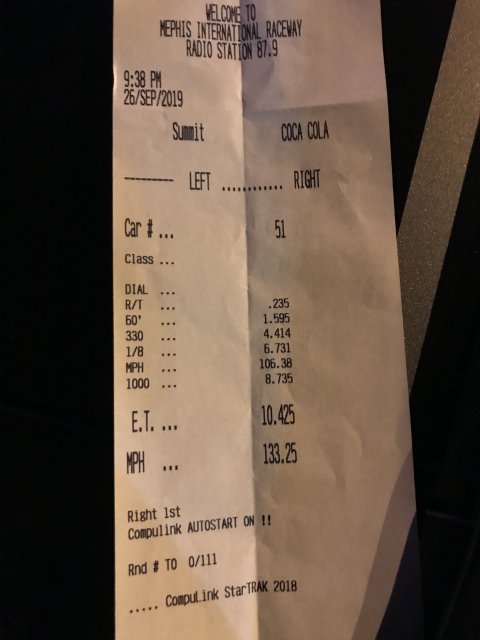 WELCOME TO
MEPHIS INTERNATIONAL RACEWAY
RADIO STATION 87.9
9:38 PM
26/SEP/2019
Summit COCA COLA
--------- LEFT ............ RIGHT
Car # ... 51
Class ...
DIAL ...
R/T ... .235
60' ... 1.595
330 ... 4.414
1/8 ... 6.731
MPH ... 106.38
1000 ... 8.735
E.T. ... 10.425
MPH ... 133.25
Right 1st
Compulink AUTOSTART ON !!
Rnd # TO 0/111
..... CompuLink StarTRAK 2018